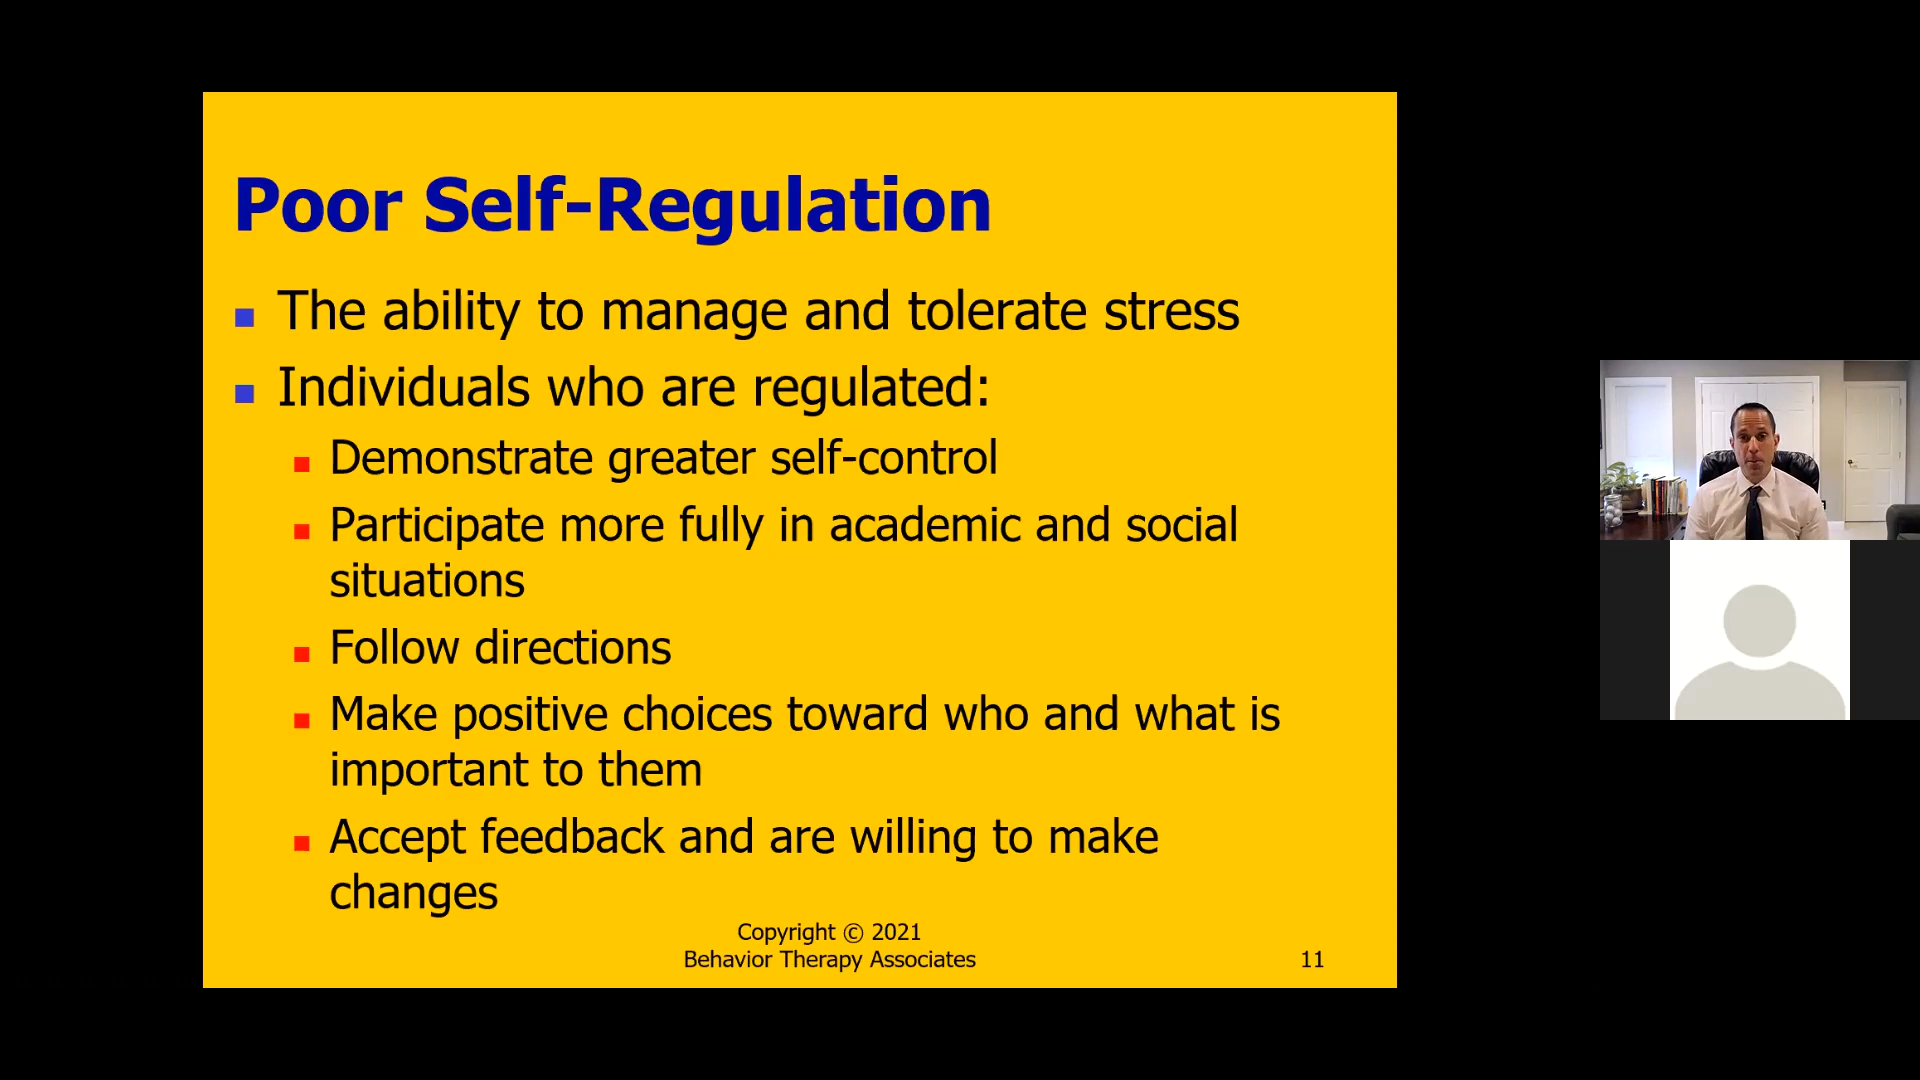 Poor Self-Regulation
The ability to manage and tolerate stress
Individuals who are regulated:
Demonstrate greater self-control
Participate more fully in academic and social
situations
Follow directions
Make positive choices toward who and what is
important to them
Accept feedback and are willing to make
changes
Copyright © 2021
Behavior Therapy Associates
11